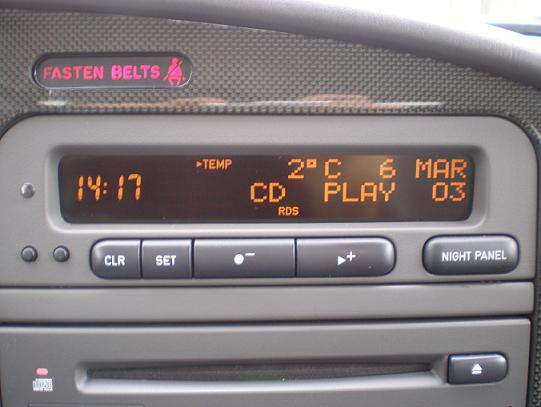 FASTEN BELTS
▸TEMP 2°C 6 MAR
14:17 CD PLAY 03
RDS
CLR SET ●− ▸+ NIGHT PANEL